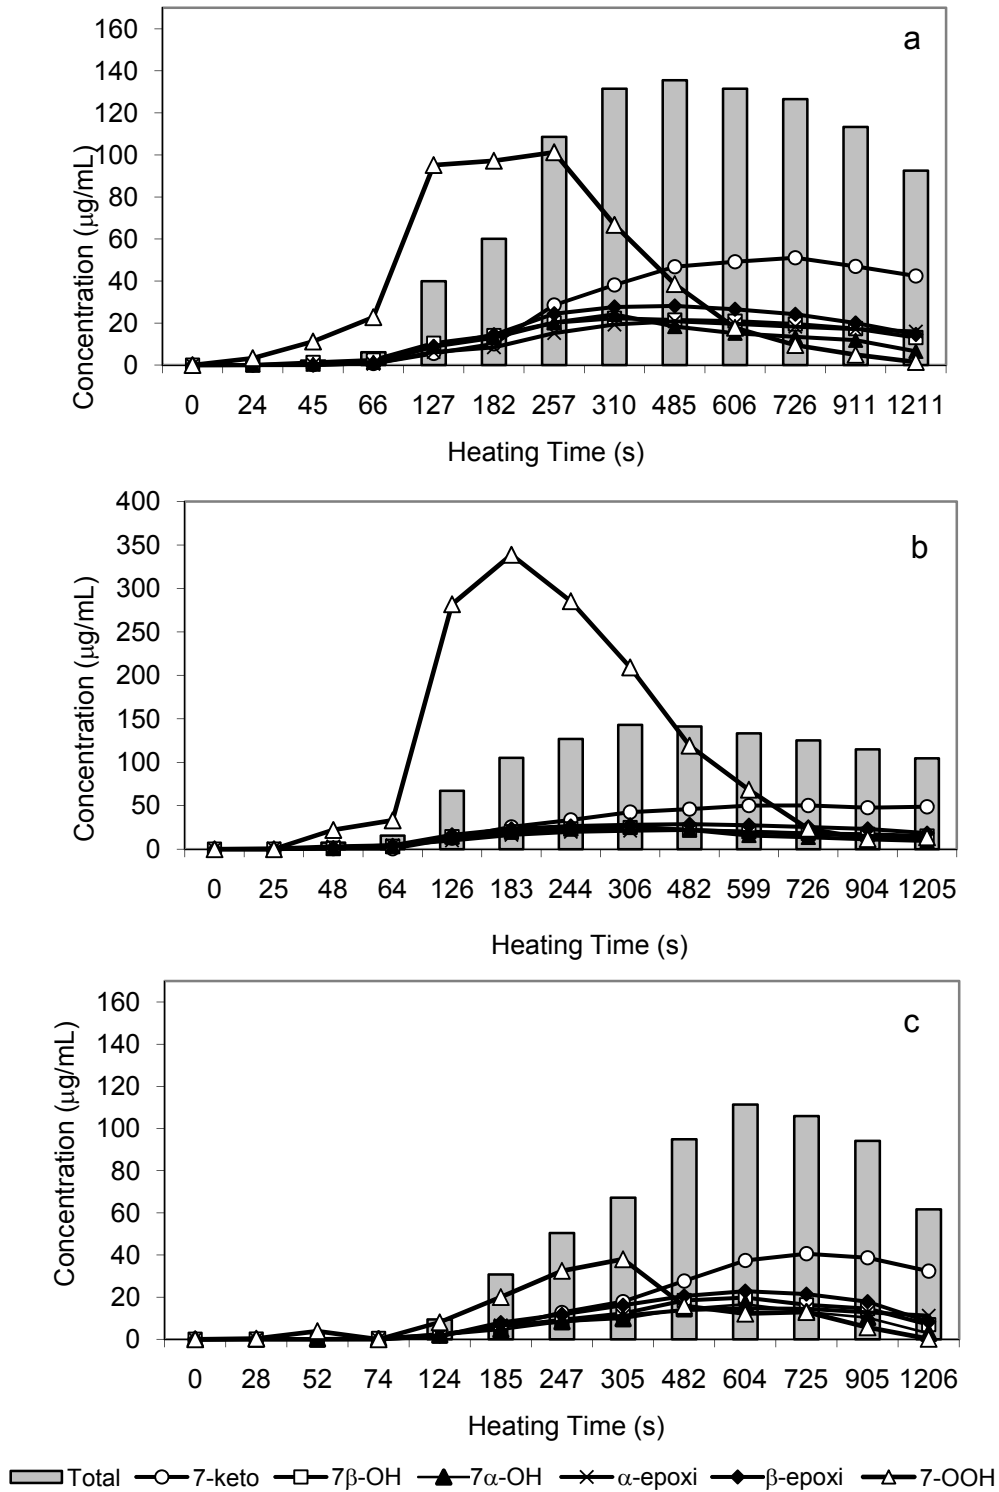 a
160
140
120
100
80
60
40
20
0
Concentration (μg/mL)
0 24 45 66 127 182 257 310 485 606 726 911 1211
Heating Time (s)
b
400
350
300
250
200
150
100
50
0
Concentration (μg/mL)
0 25 48 64 126 183 244 306 482 599 726 904 1205
Heating Time (s)
c
160
140
120
100
80
60
40
20
0
Concentration (μg/mL)
0 28 52 74 124 185 247 305 482 604 725 905 1206
Heating Time (s)
Total 7-keto 7β-OH 7α-OH α-epoxi β-epoxi 7-OOH